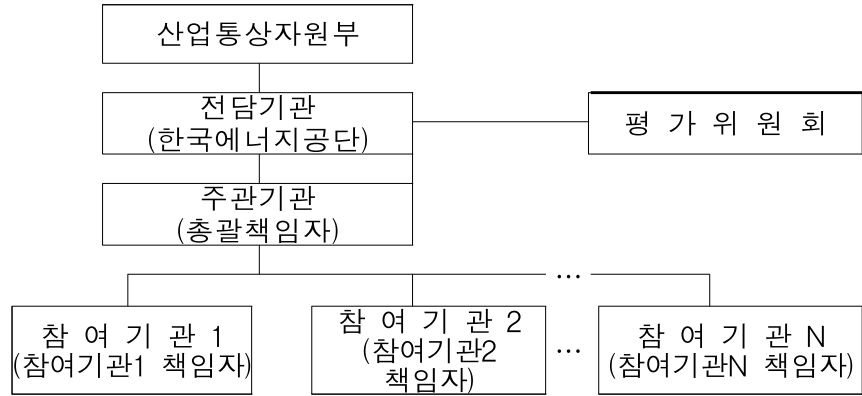 산업통상자원부
전담기관
(한국에너지공단)
평 가 위 원 회
주관기관
(총괄책임자)
…
참 여 기 관 1
(참여기관1 책임자)
참 여 기 관 2
(참여기관2
책임자)
…
참 여 기 관 N
(참여기관N 책임자)